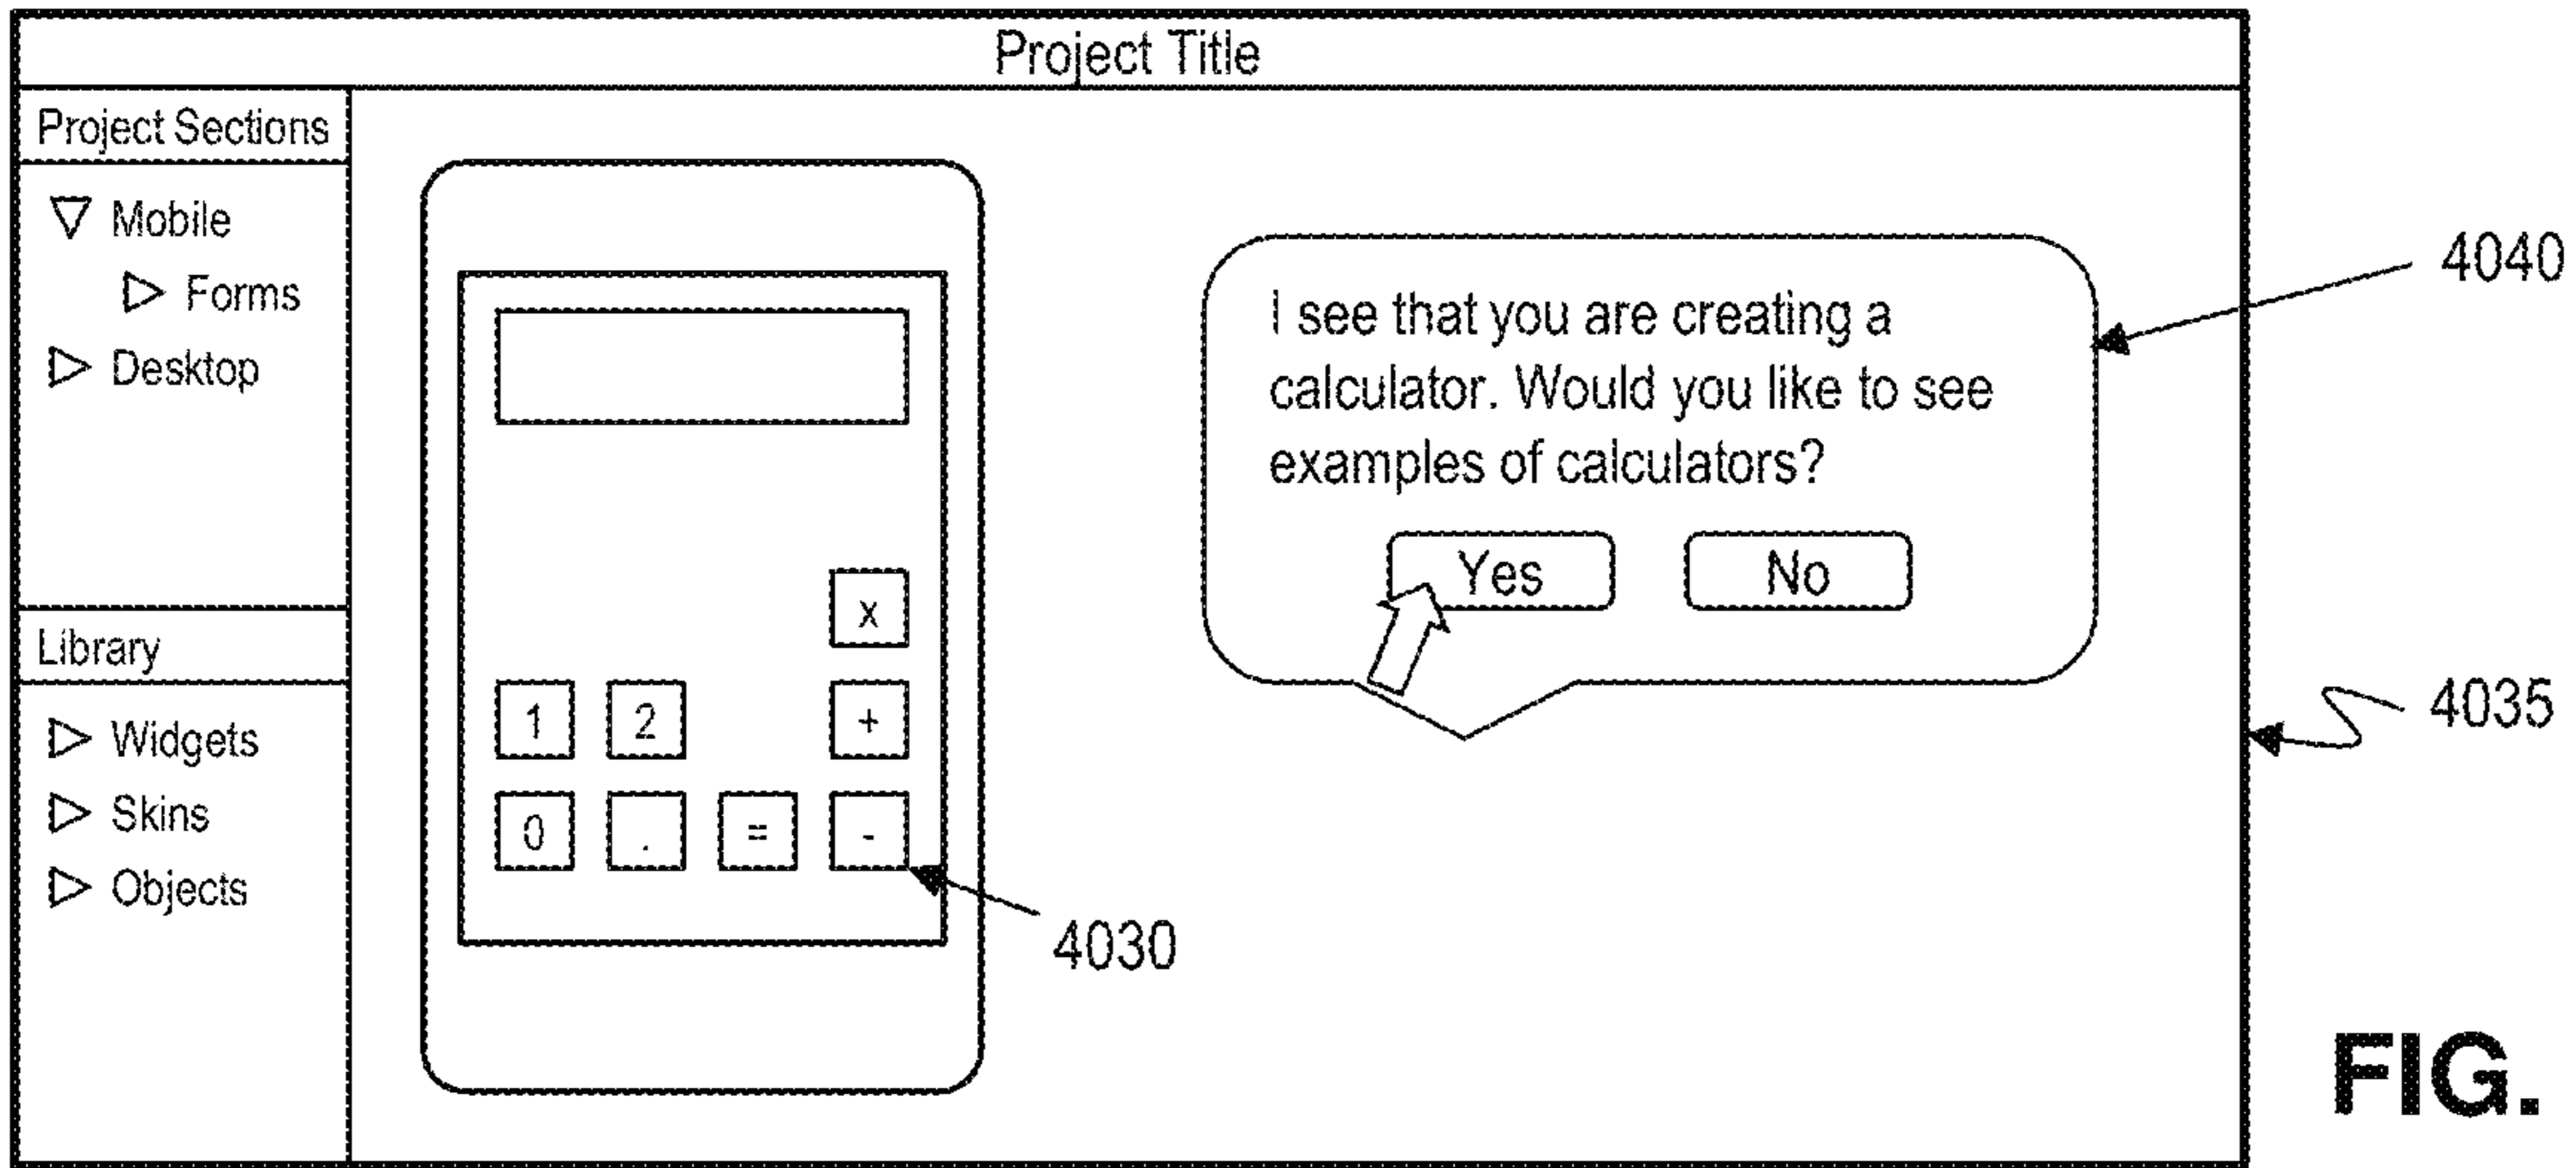 Project Title
Project Sections
Mobile
Forms
Desktop
Library
Widgets
Skins
Objects
x
1 2 +
0 . = -
4030
I see that you are creating a
calculator. Would you like to see
examples of calculators?
Yes No
4040
4035
FIG.